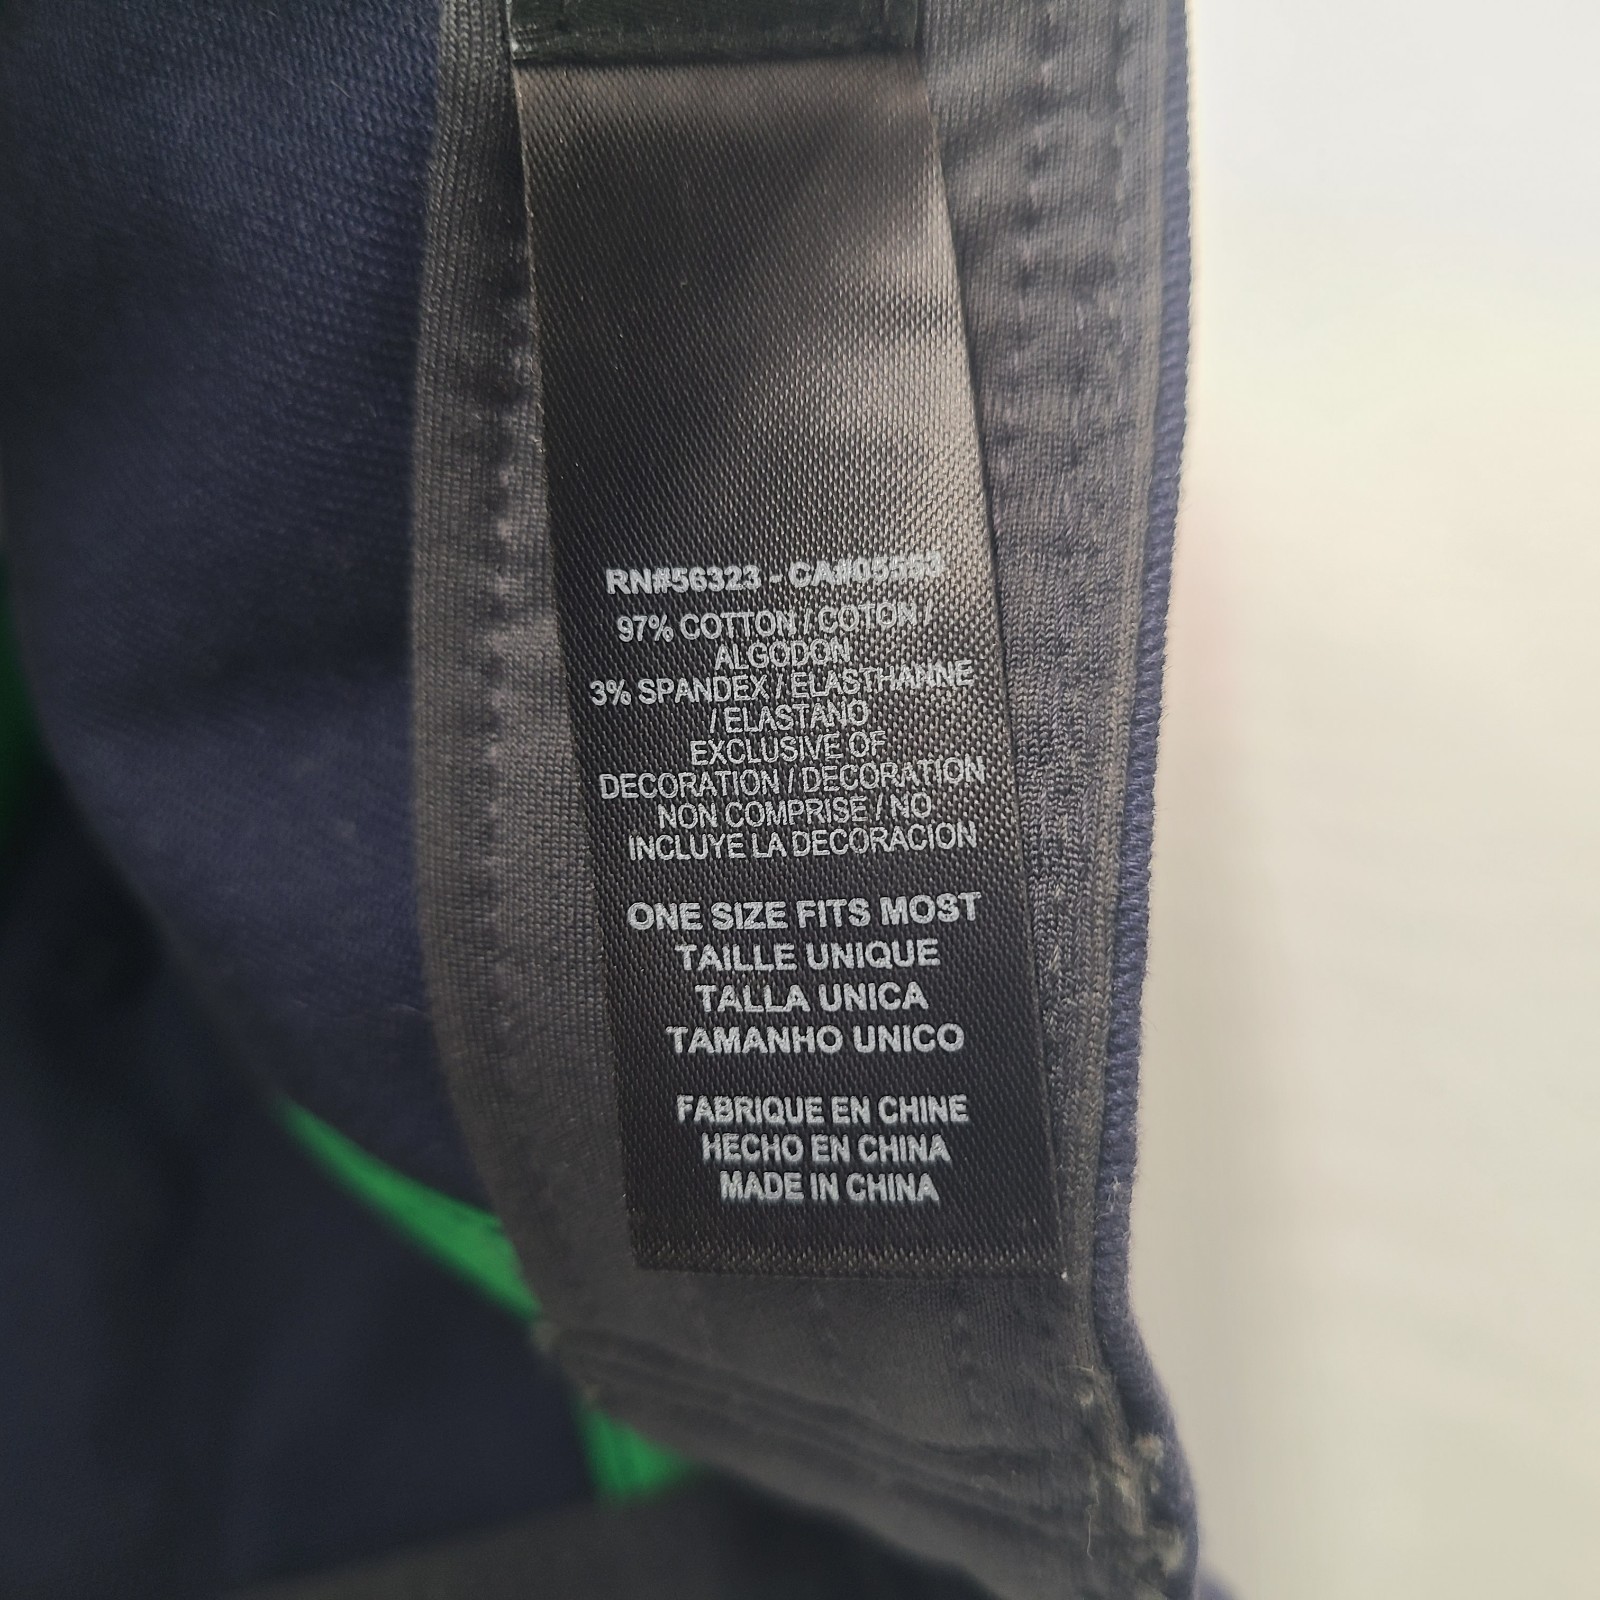 RN#56323 - CA#05553
97% COTTON / COTON /
ALGODON
3% SPANDEX / ELASTHANNE
/ ELASTANO
EXCLUSIVE OF
DECORATION / DECORATION
NON COMPRISE / NO
INCLUYE LA DECORACION
ONE SIZE FITS MOST
TAILLE UNIQUE
TALLA UNICA
TAMANHO UNICO
FABRIQUE EN CHINE
HECHO EN CHINA
MADE IN CHINA